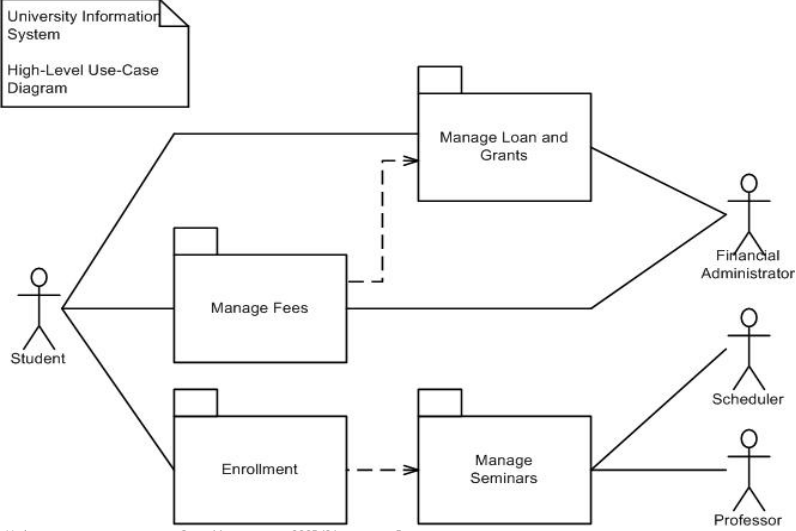 University Information
System
High-Level Use-Case
Diagram
Manage Loan and
Grants
Financial
Administrator
Manage Fees
Student
Scheduler
Enrollment
Manage
Seminars
Professor